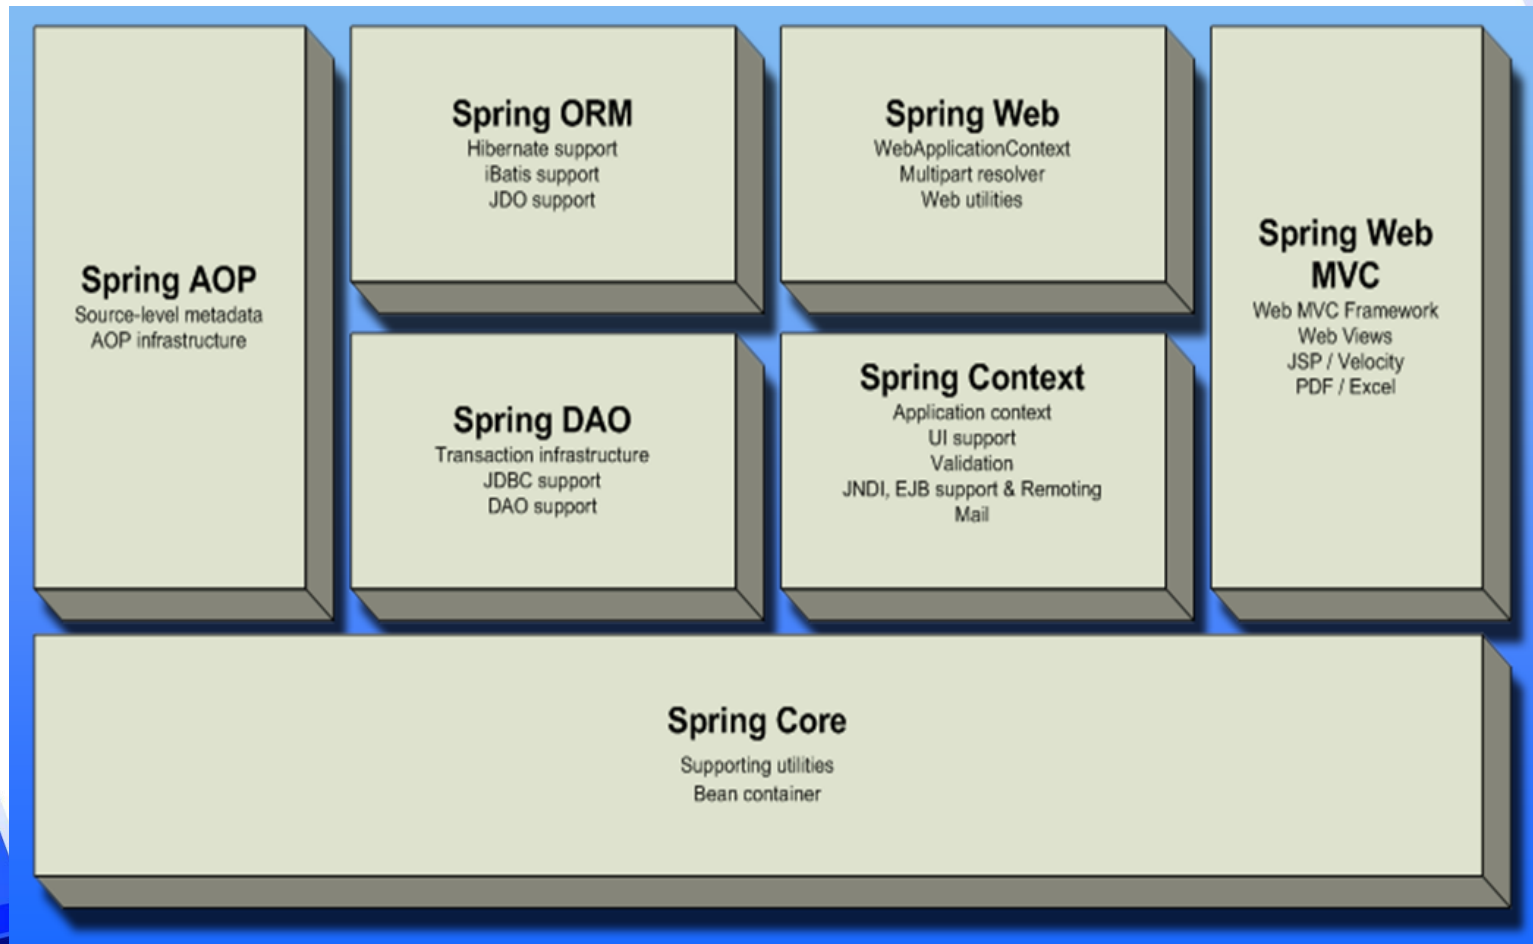 Spring AOP
Source-level metadata
AOP infrastructure
Spring ORM
Hibernate support
iBatis support
JDO support
Spring Web
WebApplicationContext
Multipart resolver
Web utilities
Spring DAO
Transaction infrastructure
JDBC support
DAO support
Spring Context
Application context
UI support
Validation
JNDI, EJB support & Remoting
Mail
Spring Web
MVC
Web MVC Framework
Web Views
JSP / Velocity
PDF / Excel
Spring Core
Supporting utilities
Bean container